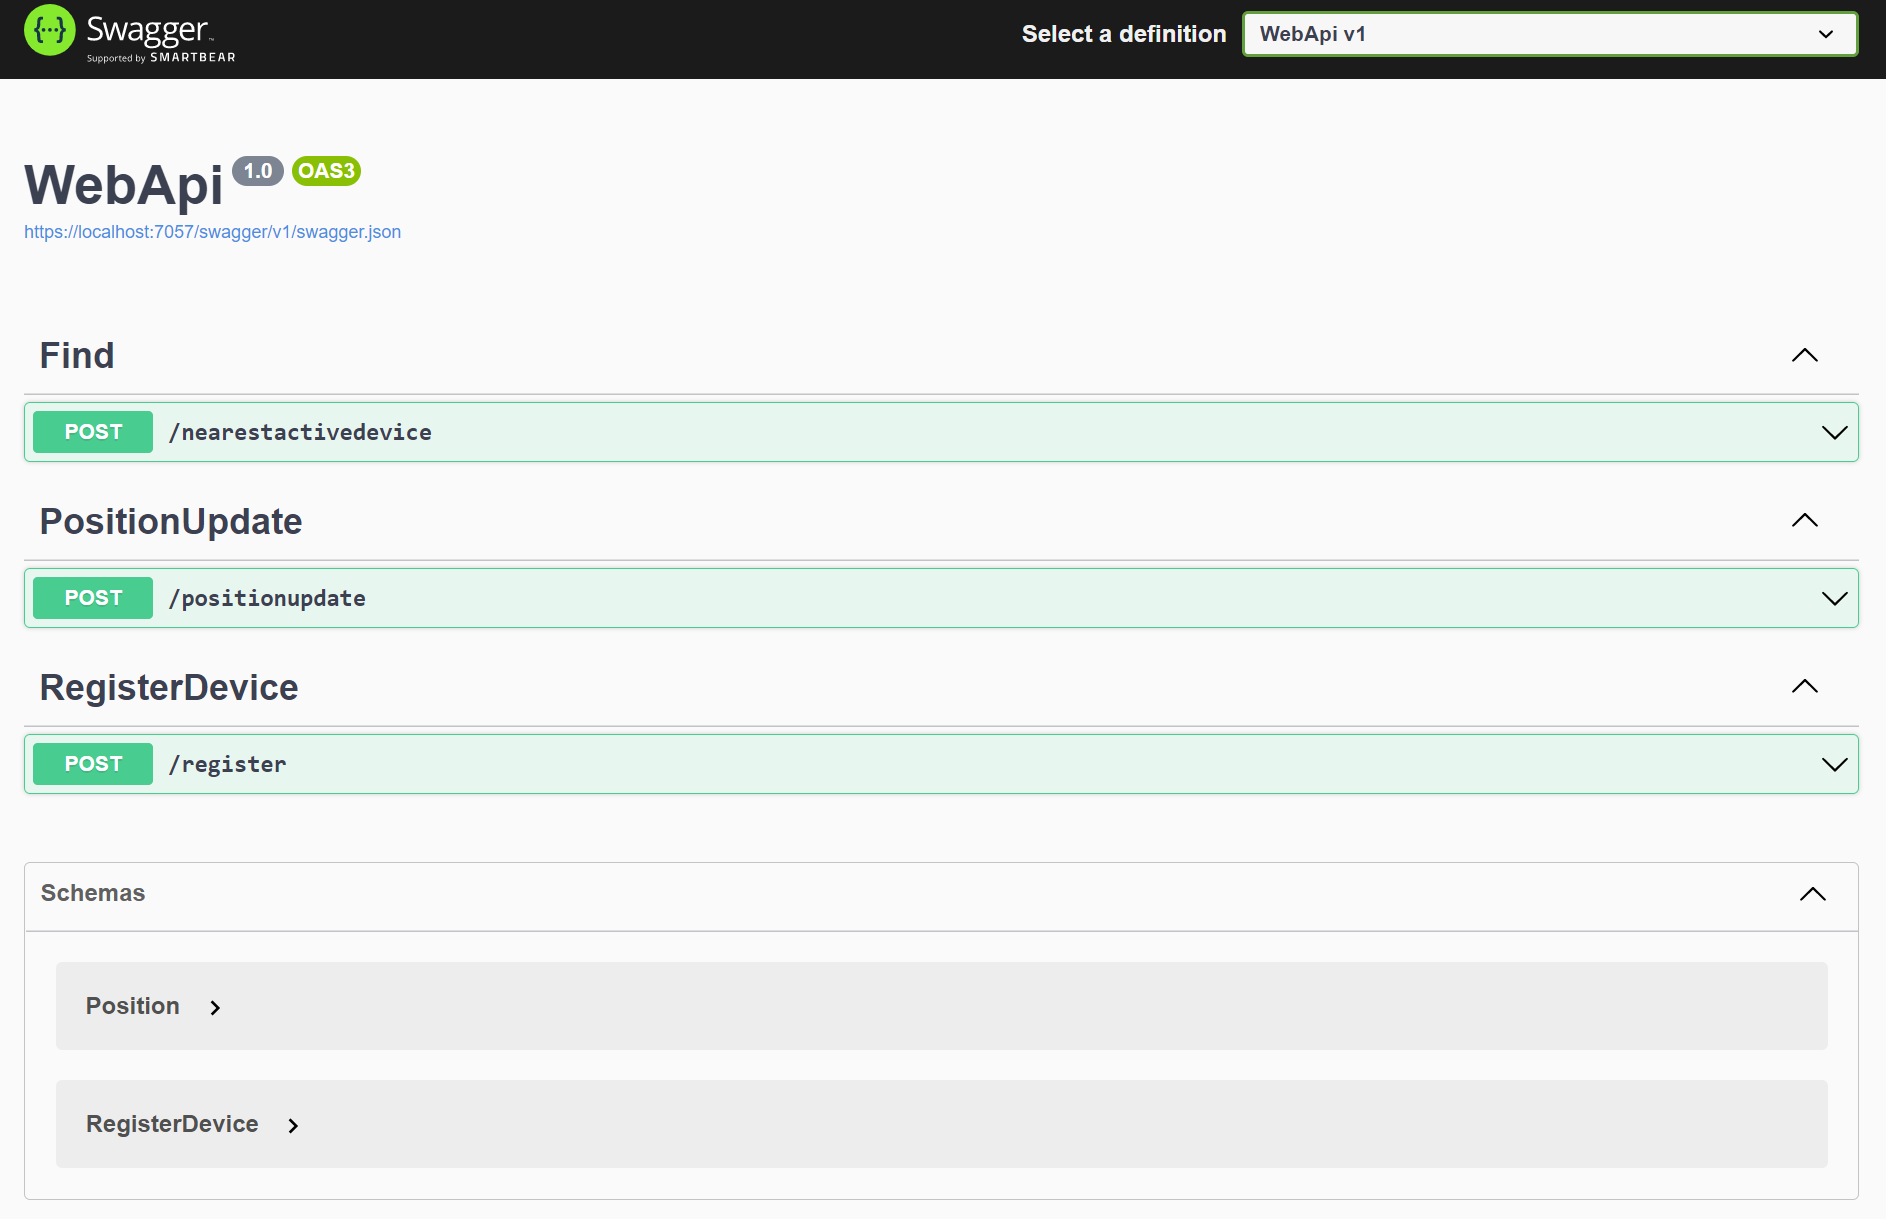 {···} Swagger™
Supported by SMARTBEAR
Select a definition
WebApi v1
WebApi 1.0 OAS3
https://localhost:7057/swagger/v1/swagger.json
Find
POST /nearestactivedevice
PositionUpdate
POST /positionupdate
RegisterDevice
POST /register
Schemas
Position
RegisterDevice